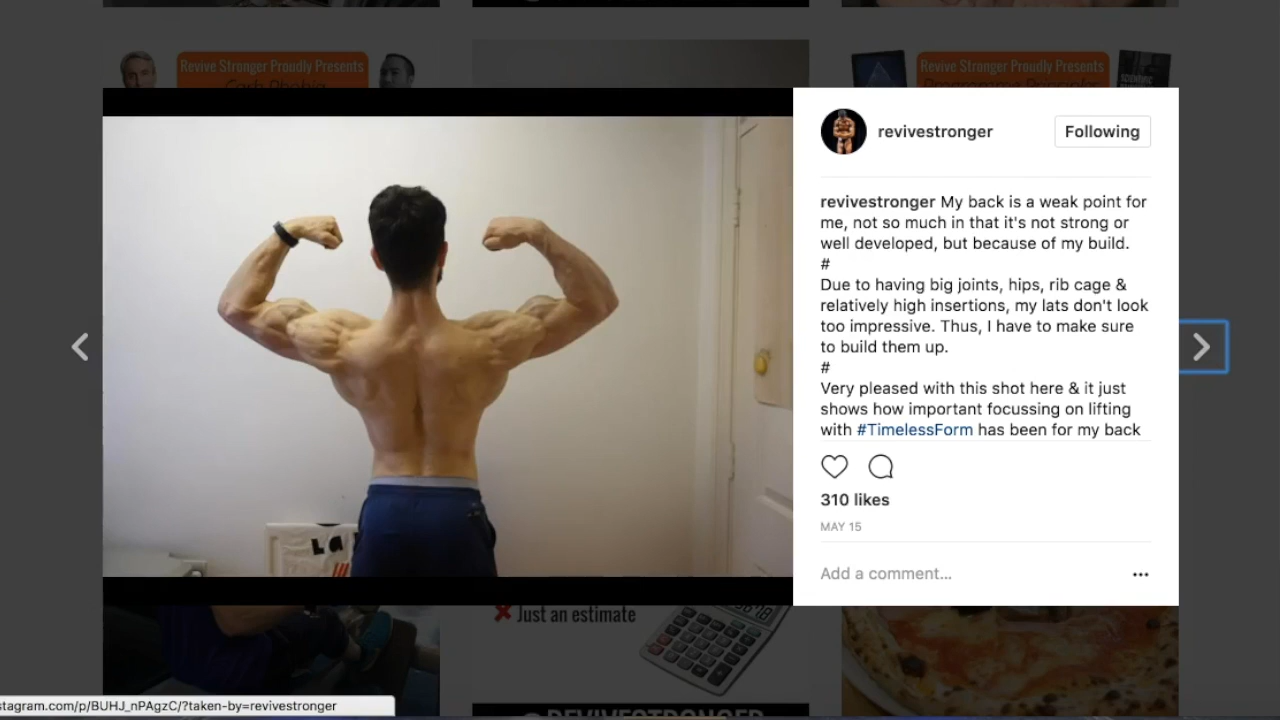 Revive Stronger Proudly Presents
Carb Phobia
Revive Stronger Proudly Presents
Programming Principles
revivestronger
Following
revivestronger My back is a weak point for
me, not so much in that it's not strong or
well developed, but because of my build.
#
Due to having big joints, hips, rib cage &
relatively high insertions, my lats don't look
too impressive. Thus, I have to make sure
to build them up.
#
Very pleased with this shot here & it just
shows how important focussing on lifting
with #TimelessForm has been for my back
310 likes
MAY 15
Add a comment...
LA
Just an estimate
REVIVESTRONGER
stagram.com/p/BUHJ_nPAgzC/?taken-by=revivestronger